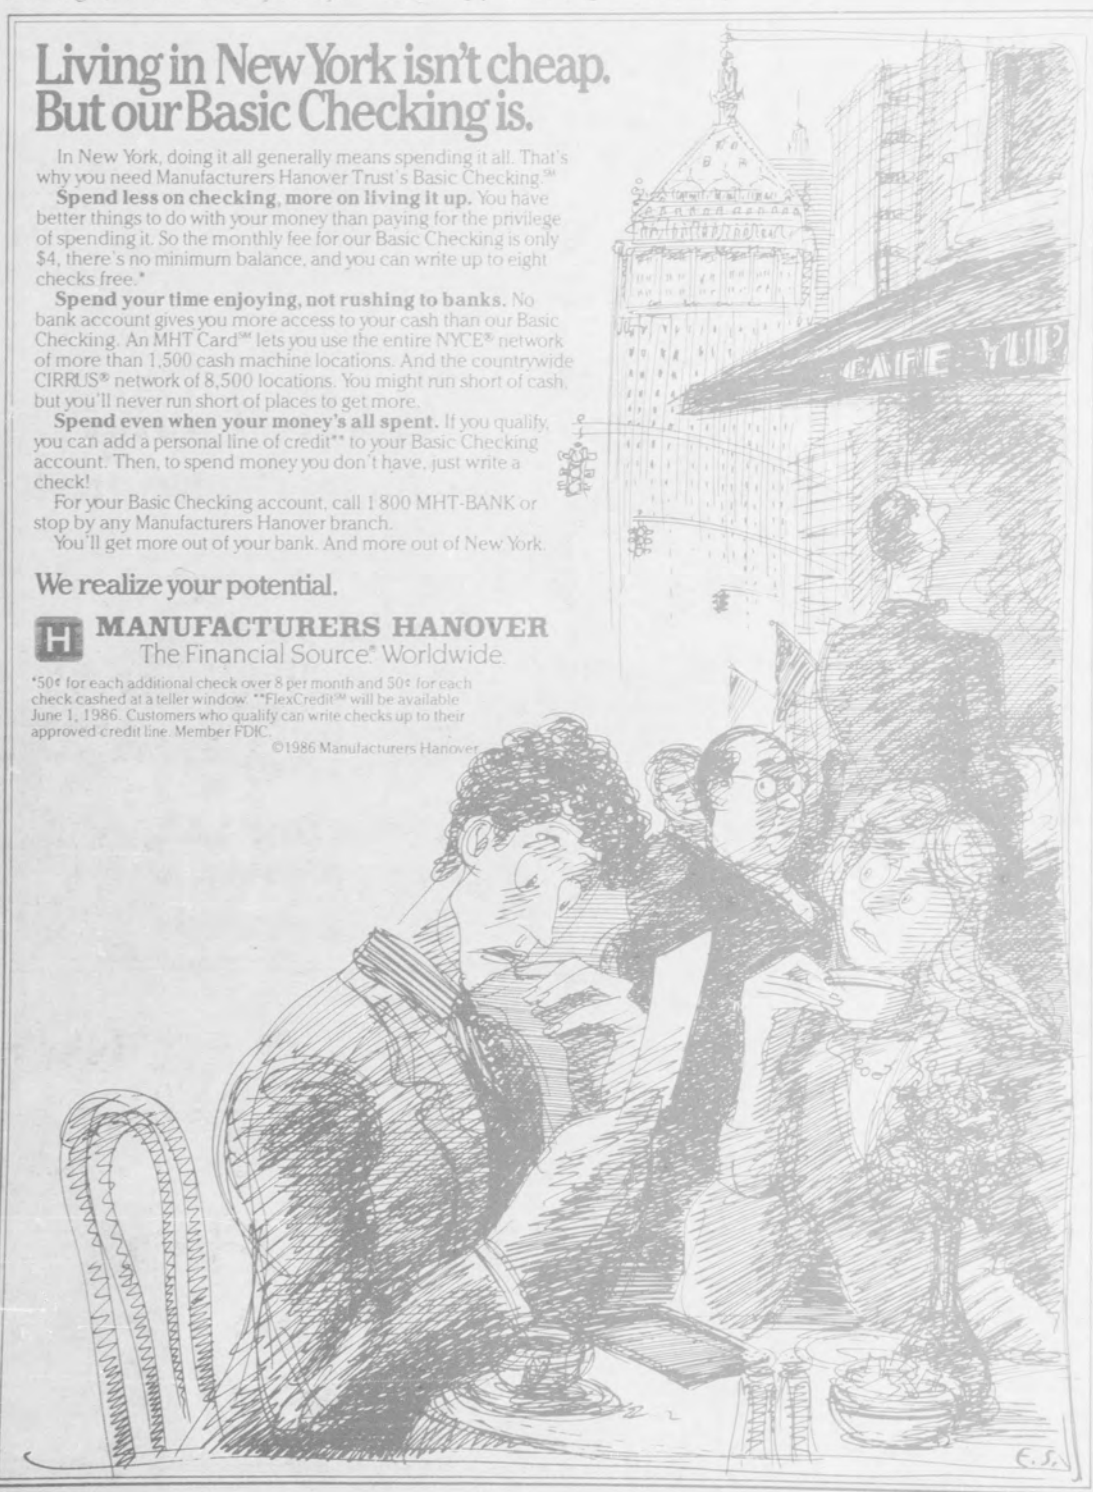 Living in New York isn't cheap.
But our Basic Checking is.
In New York, doing it all generally means spending it all. That's
why you need Manufacturers Hanover Trust's Basic Checking.℠
Spend less on checking, more on living it up. You have
better things to do with your money than paying for the privilege
of spending it. So the monthly fee for our Basic Checking is only
$4, there's no minimum balance, and you can write up to eight
checks free.*
Spend your time enjoying, not rushing to banks. No
bank account gives you more access to your cash than our Basic
Checking. An MHT Card℠ lets you use the entire NYCE® network
of more than 1,500 cash machine locations. And the countrywide
CIRRUS® network of 8,500 locations. You might run short of cash,
but you'll never run short of places to get more.
Spend even when your money's all spent. If you qualify,
you can add a personal line of credit** to your Basic Checking
account. Then, to spend money you don't have, just write a
check!
For your Basic Checking account, call 1 800 MHT-BANK or
stop by any Manufacturers Hanover branch.
You'll get more out of your bank. And more out of New York.
We realize your potential.
H MANUFACTURERS HANOVER
The Financial Source.® Worldwide.
*50¢ for each additional check over 8 per month and 50¢ for each
check cashed at a teller window. **FlexCredit℠ will be available
June 1, 1986. Customers who qualify can write checks up to their
approved credit line. Member FDIC.
©1986 Manufacturers Hanover
CAFE YUP
E.S.